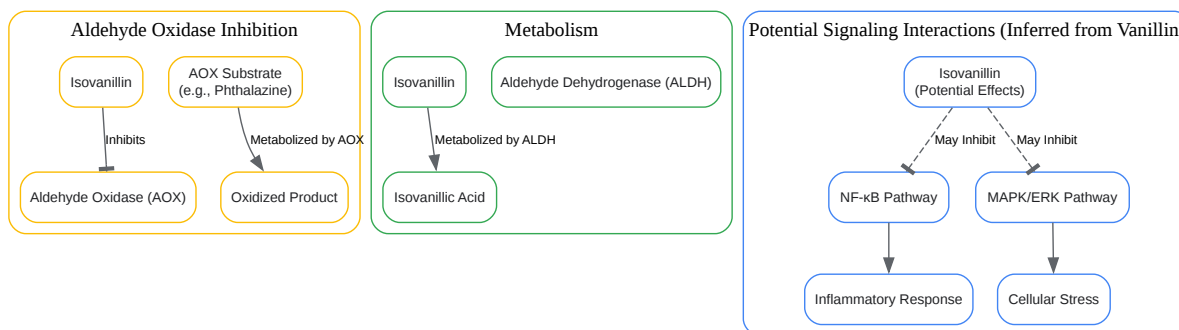 Aldehyde Oxidase Inhibition
Isovanillin
AOX Substrate
(e.g., Phthalazine)
Inhibits
Metabolized by AOX
Aldehyde Oxidase (AOX)
Oxidized Product
Metabolism
Isovanillin
Aldehyde Dehydrogenase (ALDH)
Metabolized by ALDH
Isovanillic Acid
Potential Signaling Interactions (Inferred from Vanillin
Isovanillin
(Potential Effects)
May Inhibit
May Inhibit
NF-κB Pathway
MAPK/ERK Pathway
Inflammatory Response
Cellular Stress